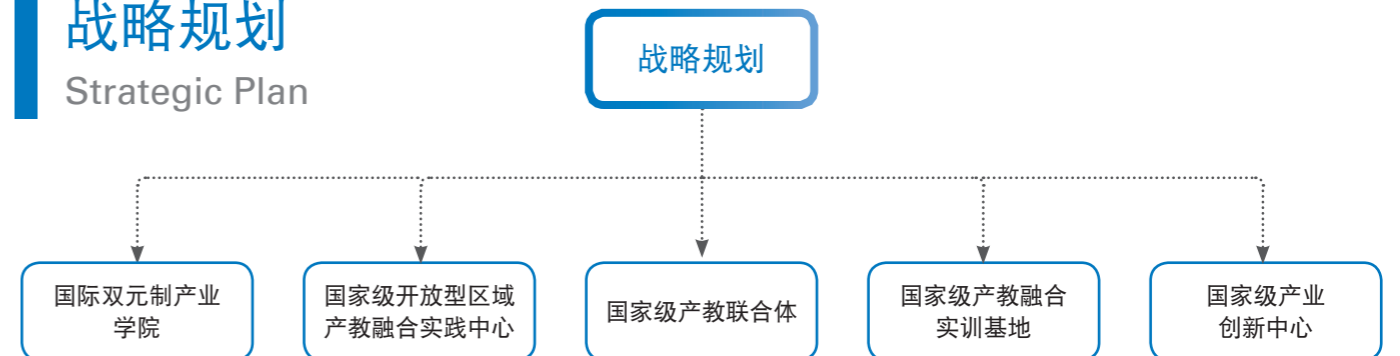 战略规划
Strategic Plan
战略规划
国际双元制产业
学院
国家级开放型区域
产教融合实践中心
国家级产教联合体
国家级产教融合
实训基地
国家级产业
创新中心